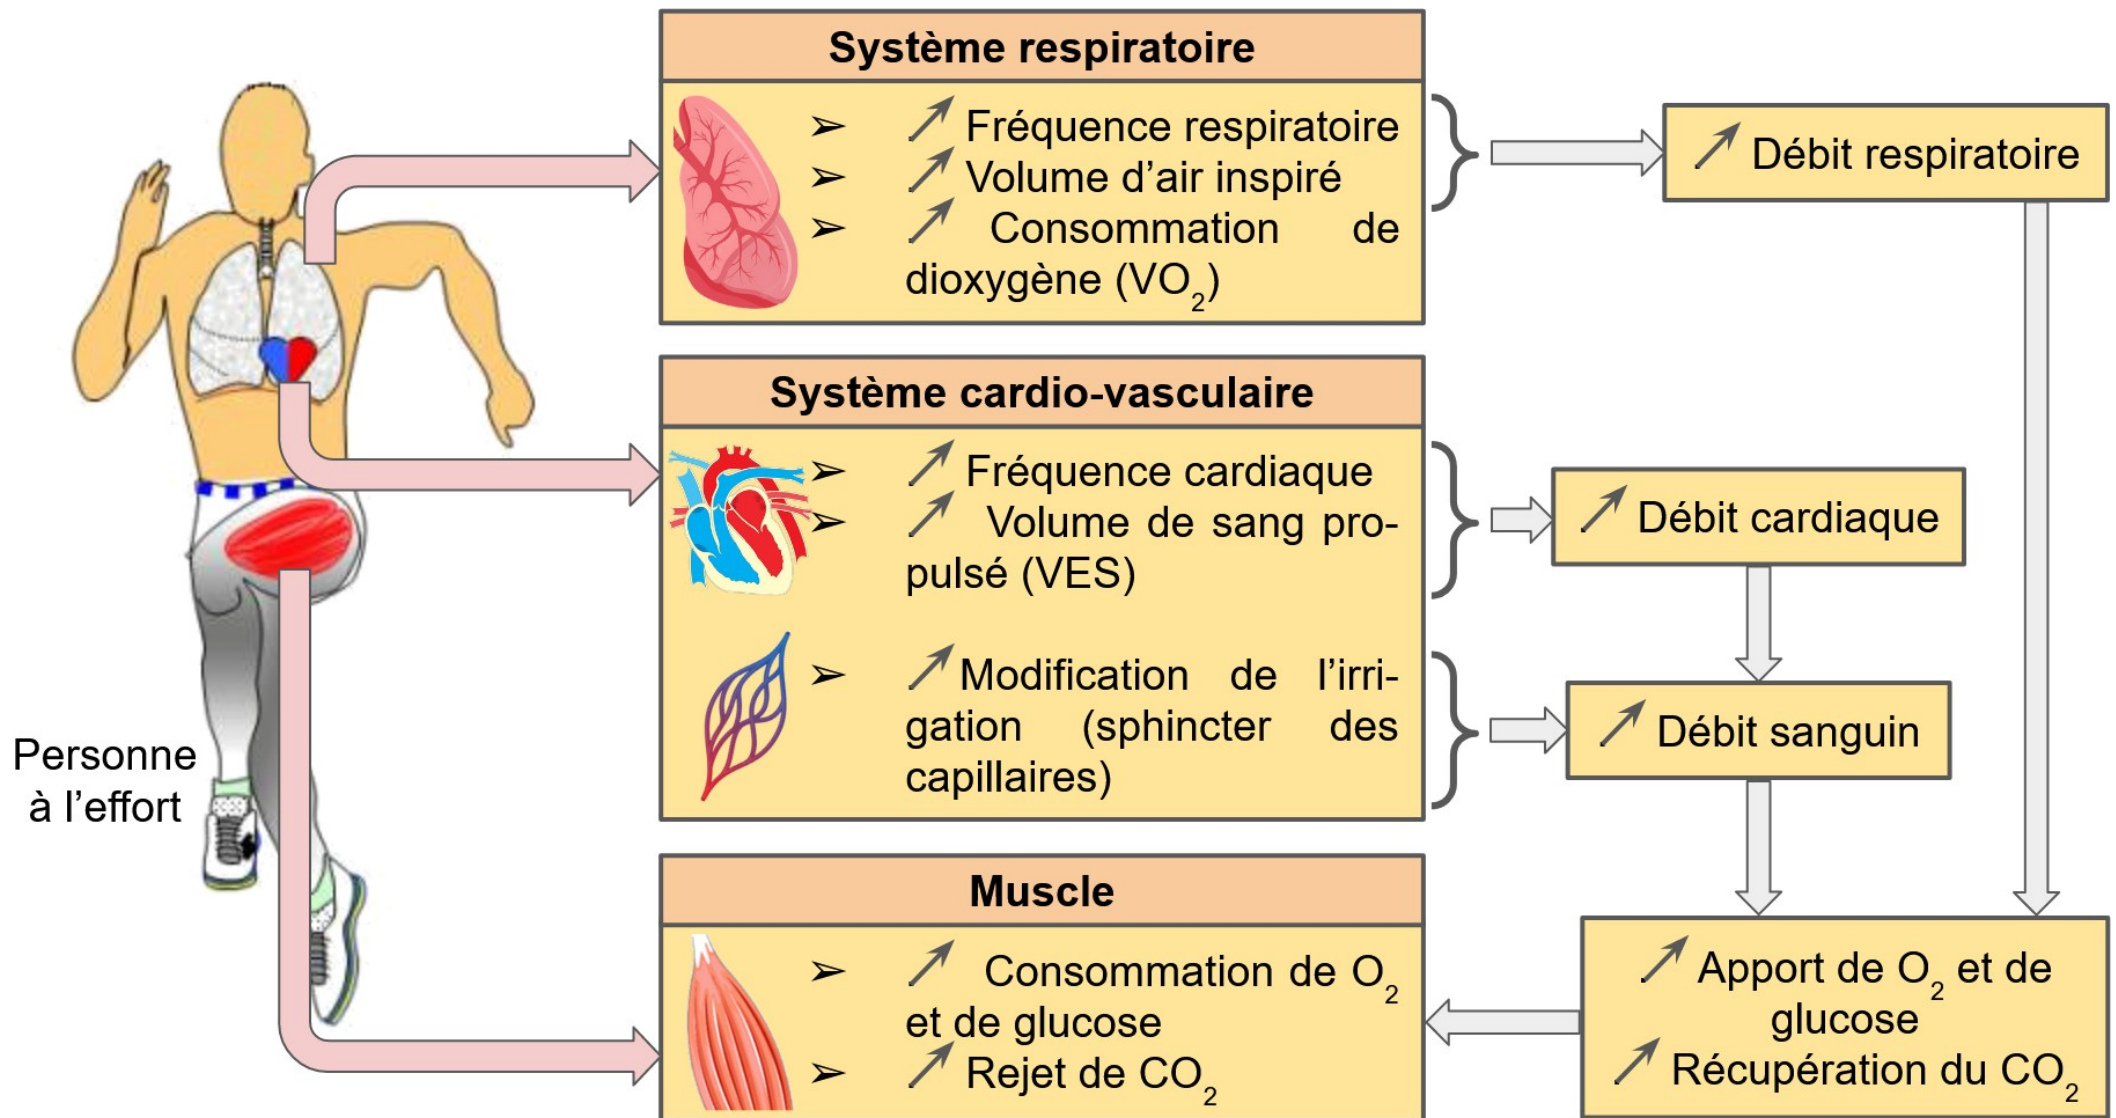 Système respiratoire
➢ ↗ Fréquence respiratoire
➢ ↗ Volume d’air inspiré
➢ ↗ Consommation de
dioxygène (VO₂)
↗ Débit respiratoire
Système cardio-vasculaire
➢ ↗ Fréquence cardiaque
➢ ↗ Volume de sang pro-
pulsé (VES)
↗ Débit cardiaque
➢ ↗ Modification de l’irri-
gation (sphincter des
capillaires)
↗ Débit sanguin
Personne
à l’effort
Muscle
➢ ↗ Consommation de O₂
et de glucose
➢ ↗ Rejet de CO₂
↗ Apport de O₂ et de
glucose
↗ Récupération du CO₂